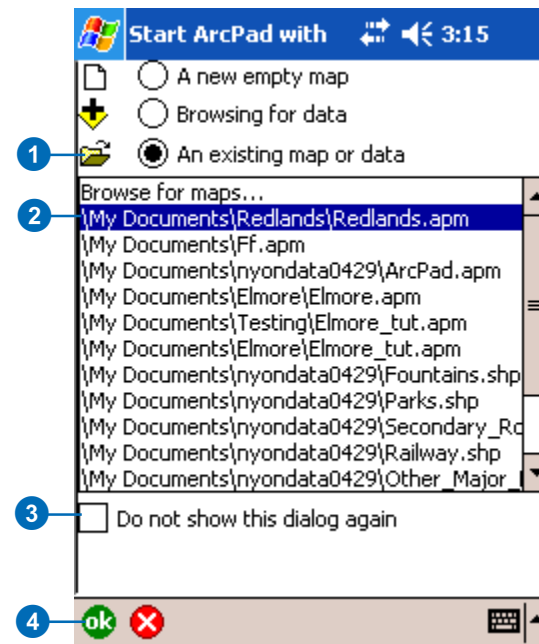 Start ArcPad with 3:15
A new empty map
Browsing for data
1 An existing map or data
Browse for maps...
2 \My Documents\Redlands\Redlands.apm
\My Documents\Ff.apm
\My Documents\nyondata0429\ArcPad.apm
\My Documents\Elmore\Elmore.apm
\My Documents\Testing\Elmore_tut.apm
\My Documents\Elmore\Elmore_tut.apm
\My Documents\nyondata0429\Fountains.shp
\My Documents\nyondata0429\Parks.shp
\My Documents\nyondata0429\Secondary_Ro
\My Documents\nyondata0429\Railway.shp
\My Documents\nyondata0429\Other_Major_
3 Do not show this dialog again
4 ok